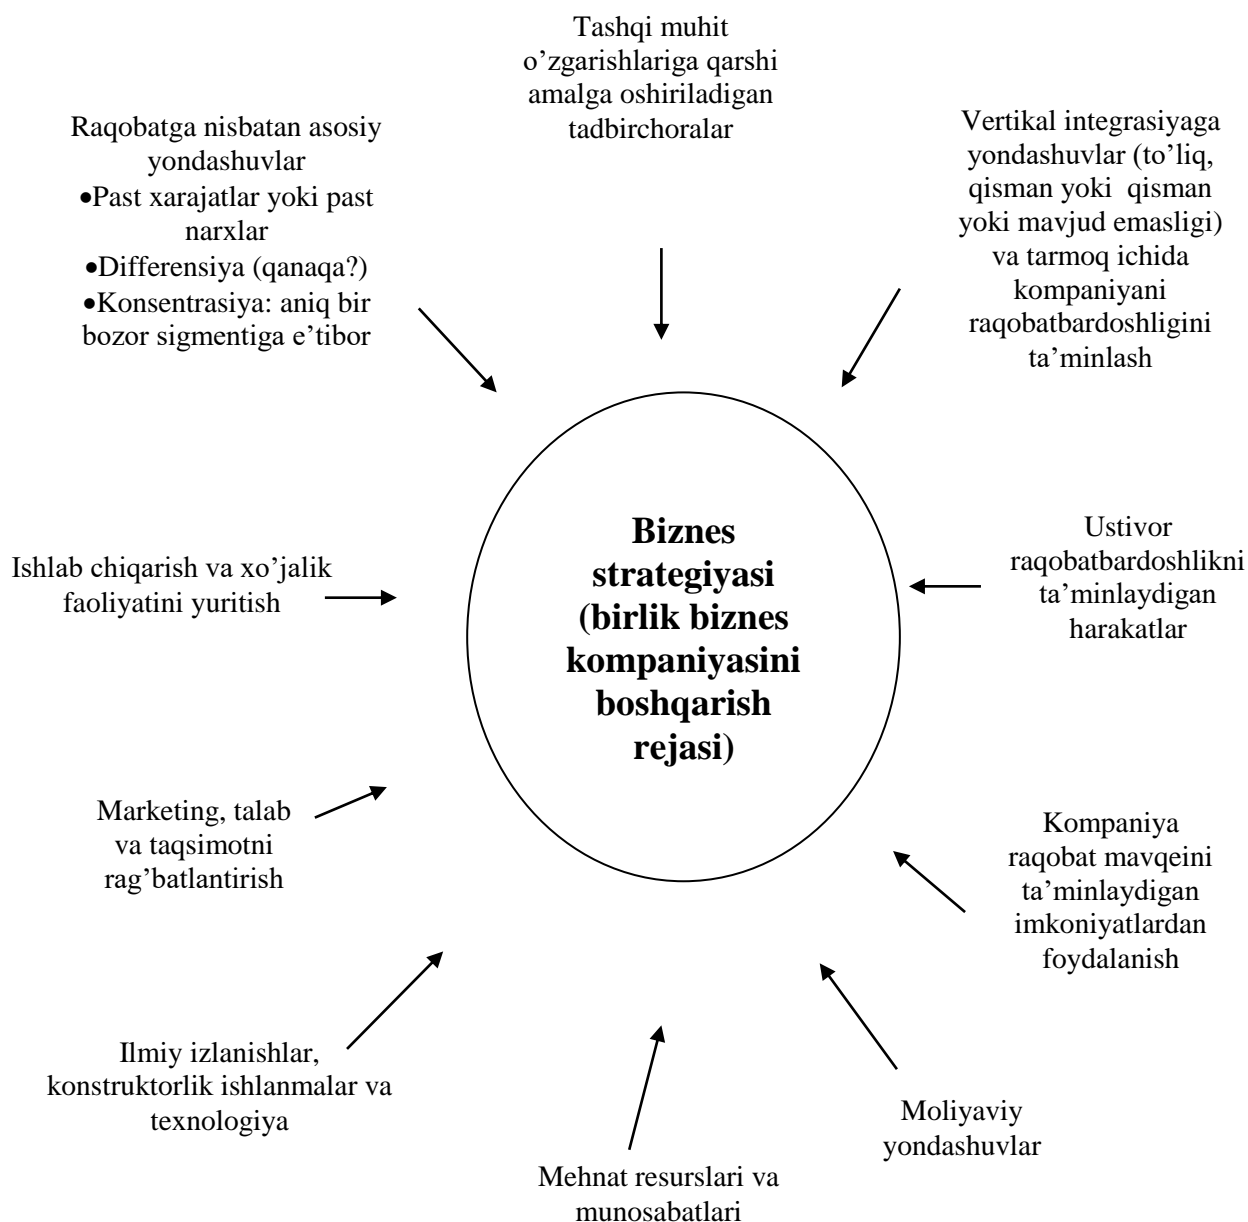 Tashqi muhit
o’zgarishlariga qarshi
amalga oshiriladigan
tadbirchoralar
Raqobatga nisbatan asosiy
yondashuvlar
•Past xarajatlar yoki past
narxlar
•Differensiya (qanaqa?)
•Konsentrasiya: aniq bir
bozor sigmentiga e’tibor
Vertikal integrasiyaga
yondashuvlar (to’liq,
qisman yoki qisman
yoki mavjud emasligi)
va tarmoq ichida
kompaniyani
raqobatbardoshligini
ta’minlash
Biznes
strategiyasi
(birlik biznes
kompaniyasini
boshqarish
rejasi)
Ishlab chiqarish va xo’jalik
faoliyatini yuritish
Ustivor
raqobatbardoshlikni
ta’minlaydigan
harakatlar
Marketing, talab
va taqsimotni
rag’batlantirish
Kompaniya
raqobat mavqeini
ta’minlaydigan
imkoniyatlardan
foydalanish
Ilmiy izlanishlar,
konstruktorlik ishlanmalar va
texnologiya
Moliyaviy
yondashuvlar
Mehnat resurslari va
munosabatlari